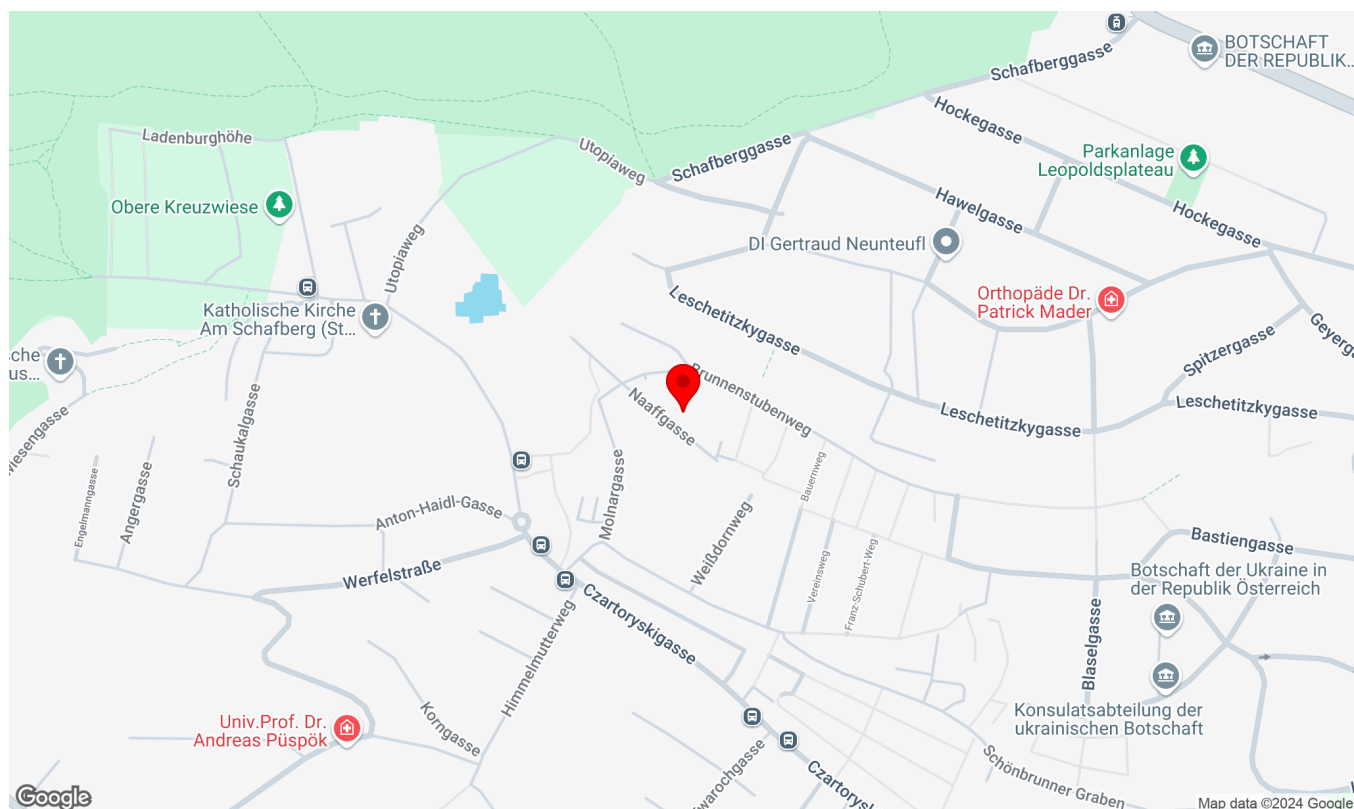 BOTSCHAFT
DER REPUBLIK…
Schafberggasse
Hockegasse
Ladenburghöhe
Utopiaweg
Schafberggasse
Parkanlage
Leopoldsplateau
Obere Kreuzwiese
Hawelgasse
Hockegasse
Utopiaweg
DI Gertraud Neunteufl
Katholische Kirche
Am Schafberg (St…
Leschetitzkygasse
Orthopäde Dr.
Patrick Mader
Spitzergasse
Brunnenstubenweg
Naaffgasse
Leschetitzkygasse
Leschetitzkygasse
Schaukalgasse
Engelmanngasse
Angergasse
Anton-Haidl-Gasse
Molnargasse
Bauernweg
Weißdornweg
Vereinsweg
Franz-Schubert-Weg
Bastiengasse
Werfelstraße
Botschaft der Ukraine in
der Republik Österreich
Czartoryskigasse
Himmelmutterweg
Blaselgasse
Korngasse
Konsulatsabteilung der
ukrainischen Botschaft
Univ.Prof. Dr.
Andreas Püspök
Schönbrunner Graben
Google
Map data ©2024 Google